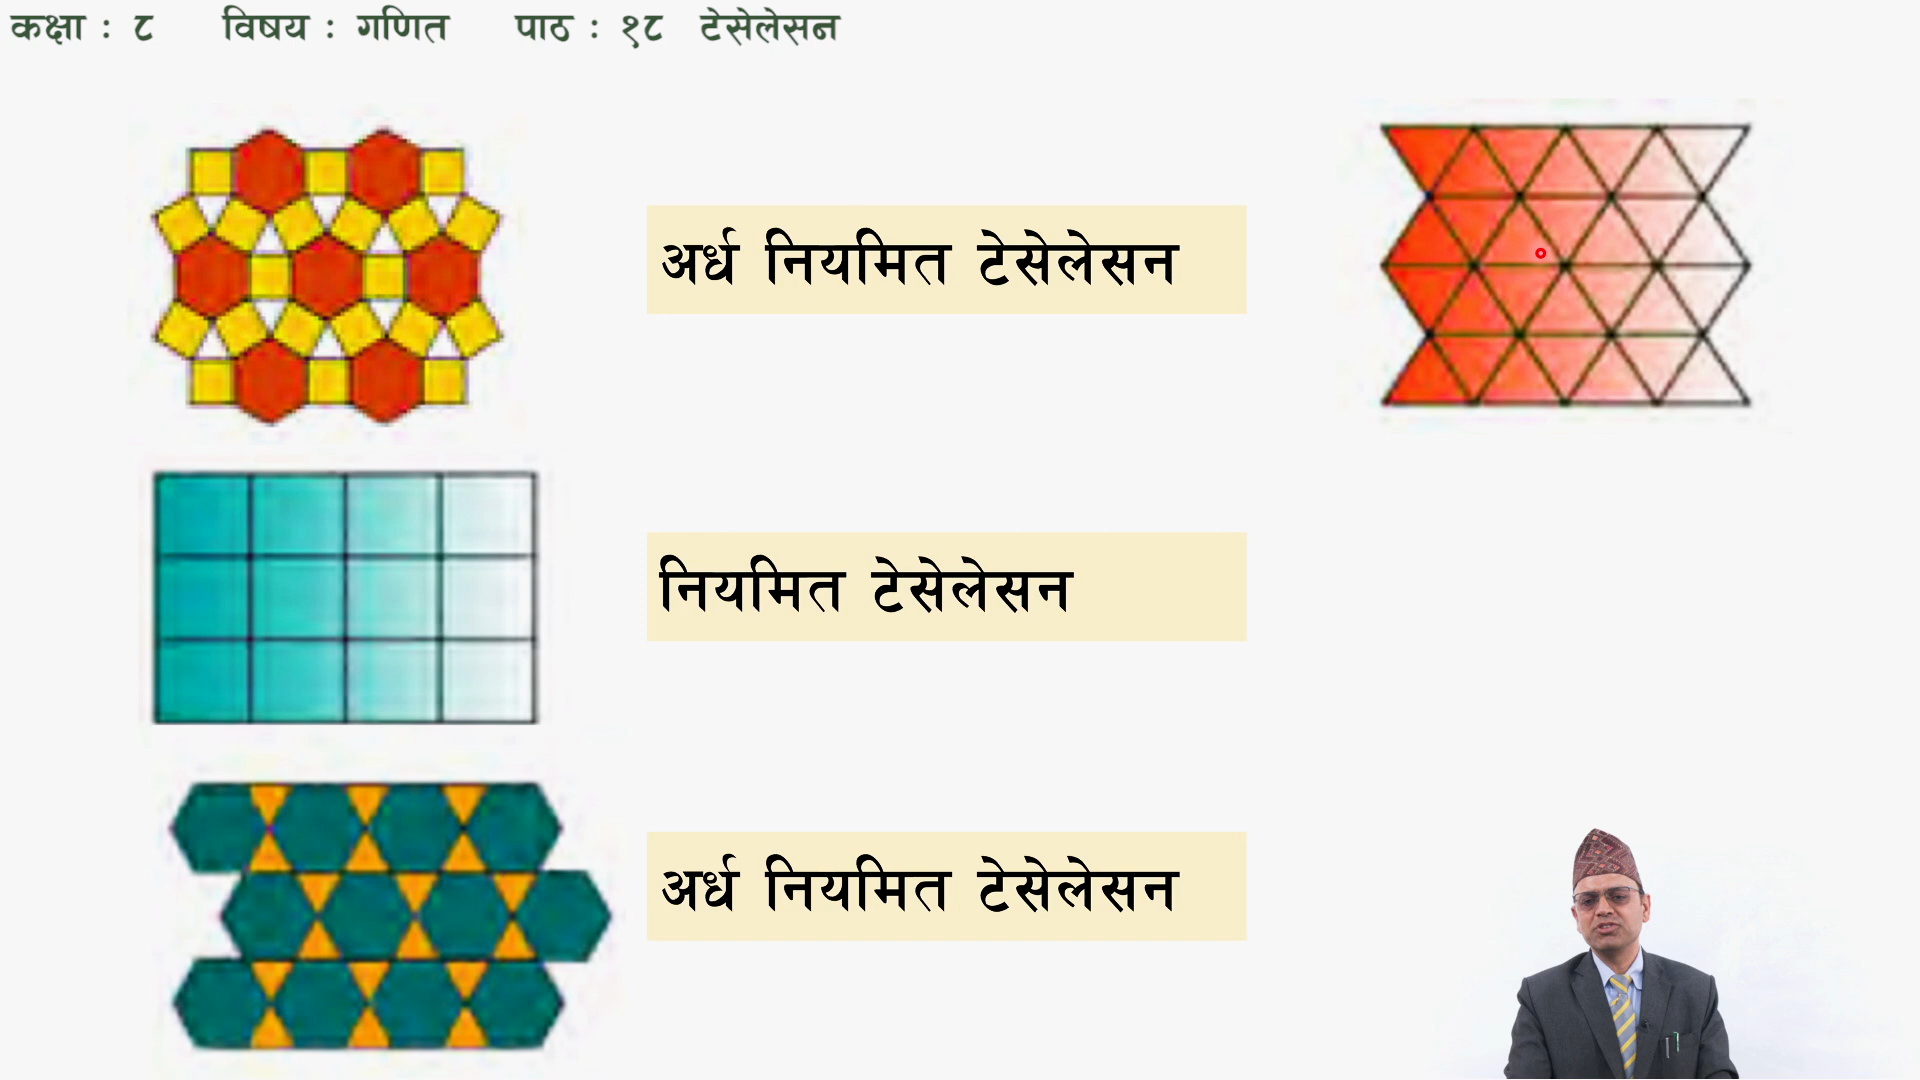 कक्षा : ८ विषय : गणित पाठ : १८ टेसेलेसन
अर्ध नियमित टेसेलेसन
नियमित टेसेलेसन
अर्ध नियमित टेसेलेसन